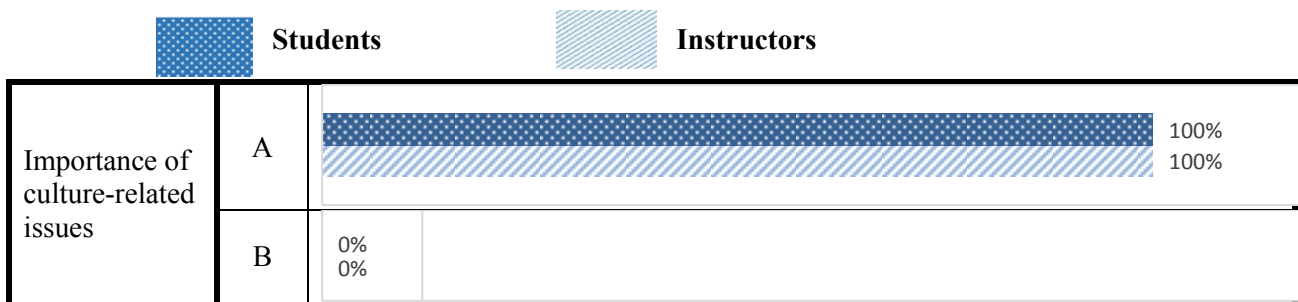 Students
Instructors
Importance of
culture-related
issues
A
100%
100%
B
0%
0%